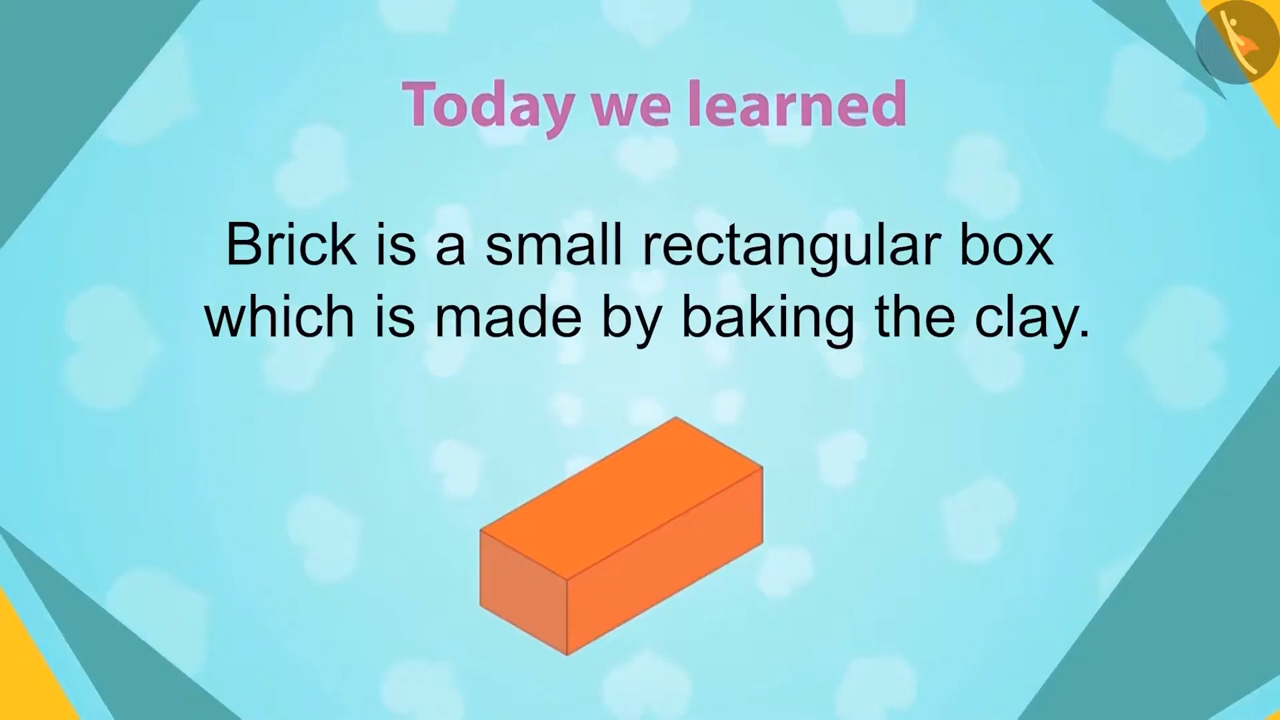 Today we learned
Brick is a small rectangular box
which is made by baking the clay.